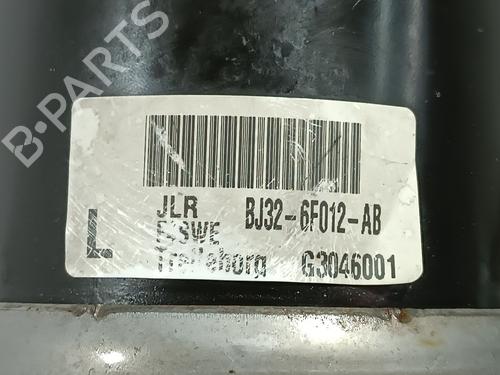 B-PARTS
JLR BJ32-6F012-AB
L
Trelleborg G3046001